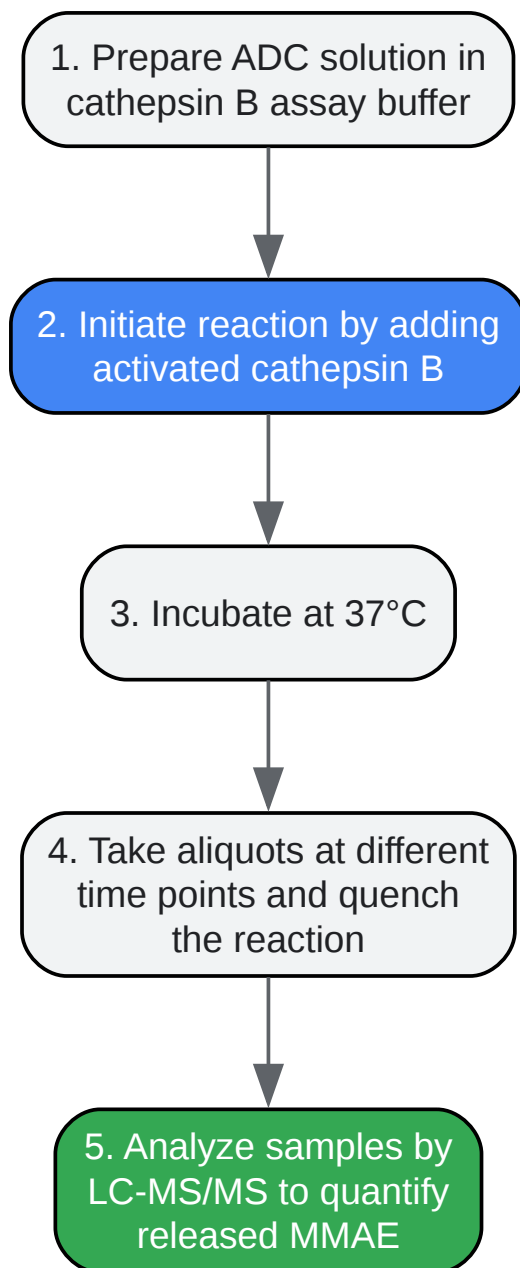 1. Prepare ADC solution in
cathepsin B assay buffer
2. Initiate reaction by adding
activated cathepsin B
3. Incubate at 37°C
4. Take aliquots at different
time points and quench
the reaction
5. Analyze samples by
LC-MS/MS to quantify
released MMAE